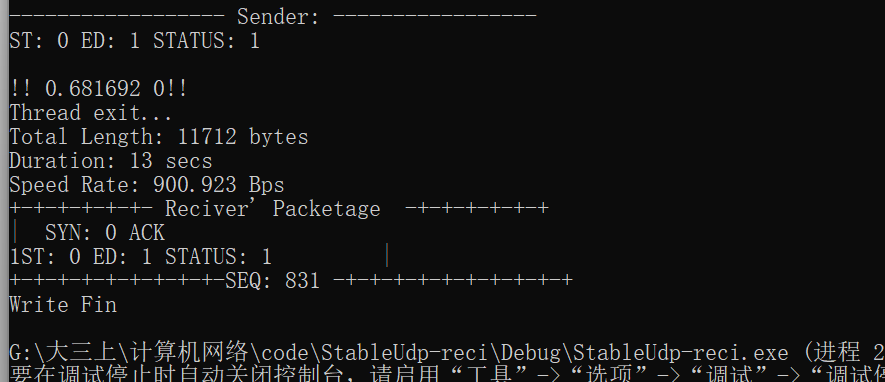 ------------------ Sender: -----------------
ST: 0 ED: 1 STATUS: 1
!! 0.681692 0!!
Thread exit...
Total Length: 11712 bytes
Duration: 13 secs
Speed Rate: 900.923 Bps
+-+-+-+-+-+- Reciver' Packetage  -+-+-+-+-+-+
|  SYN: 0 ACK
1ST: 0 ED: 1 STATUS: 1         |
+-+-+-+-+-+-+-+-+-SEQ: 831 -+-+-+-+-+-+-+-+-+-+
Write Fin
G:\大三上\计算机网络\code\StableUdp-reci\Debug\StableUdp-reci.exe (进程 2
要在调试停止时自动关闭控制台，请启用“工具”->“选项”->“调试”->“调试停